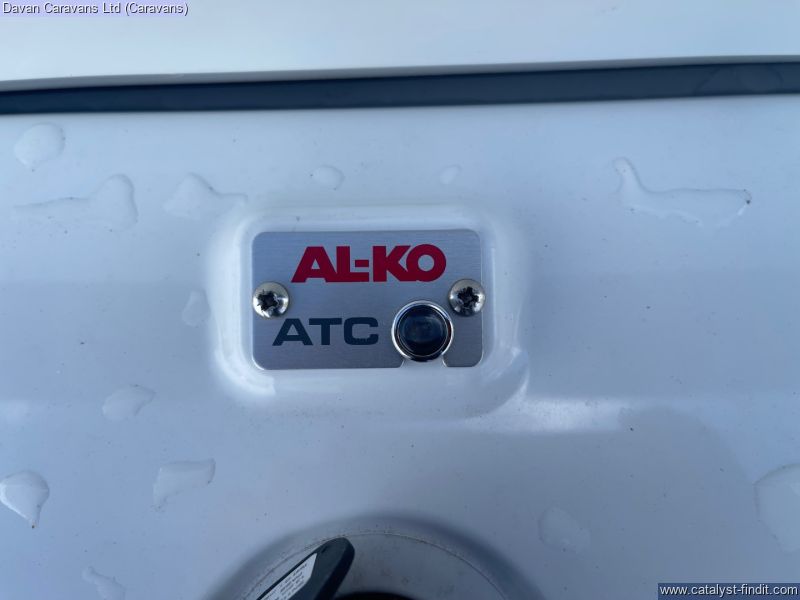 Davan Caravans Ltd (Caravans)
AL-KO
ATC
www.catalyst-findit.com